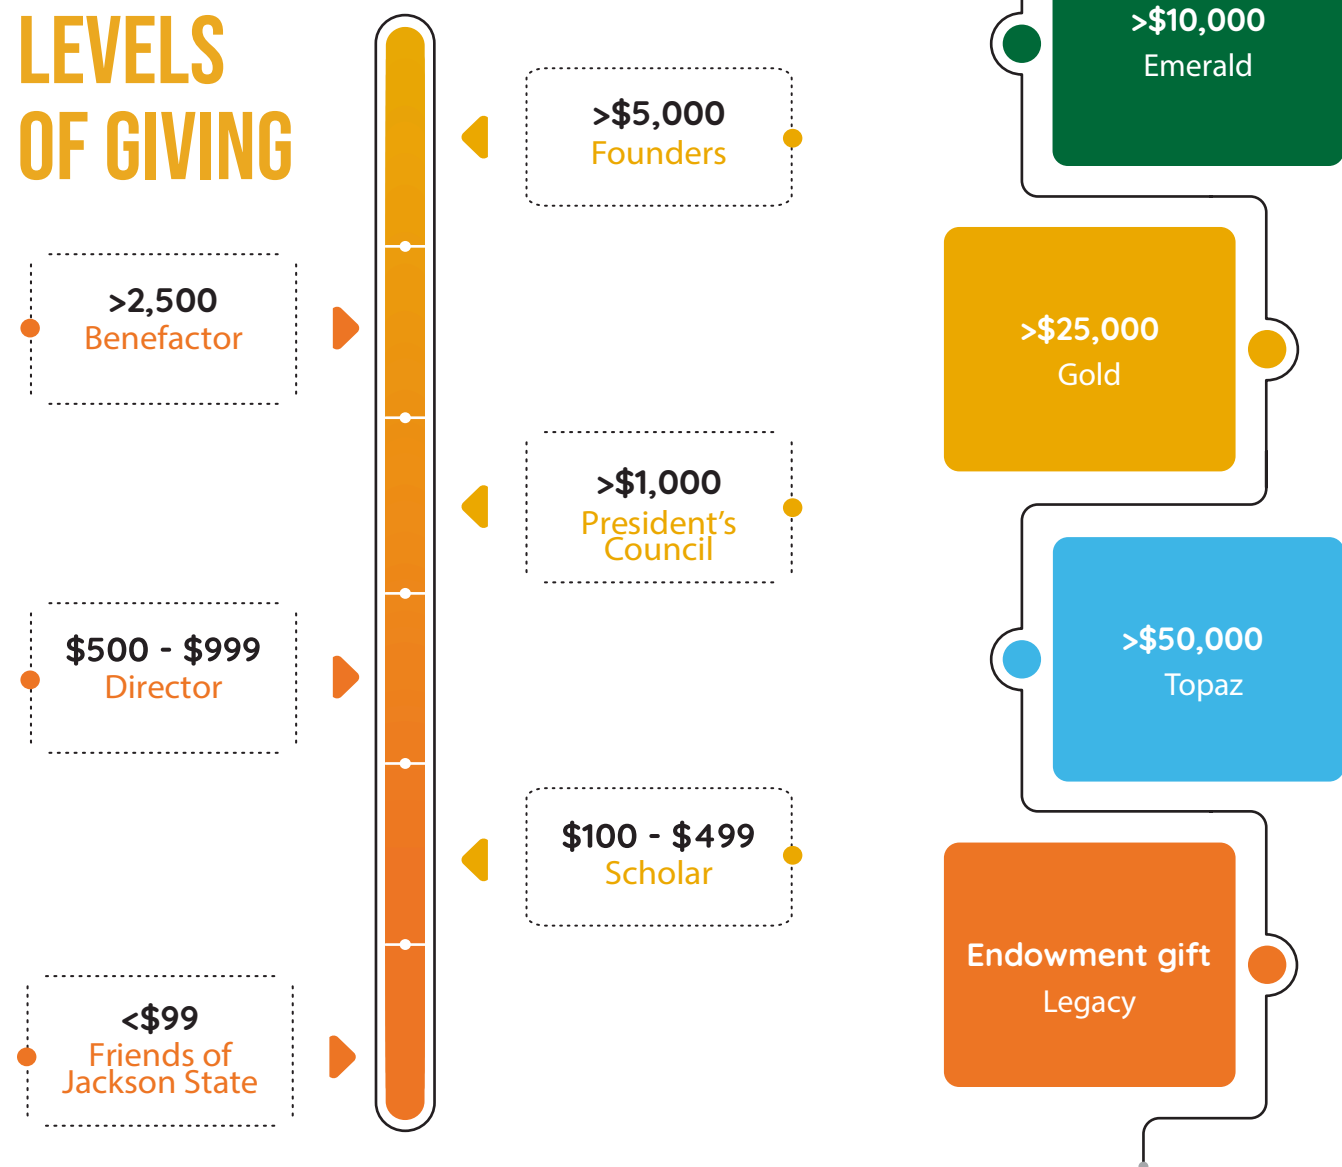 LEVELS
OF GIVING
>$5,000
Founders
>2,500
Benefactor
>$1,000
President’s
Council
$500 - $999
Director
$100 - $499
Scholar
<$99
Friends of
Jackson State
>$10,000
Emerald
>$25,000
Gold
>$50,000
Topaz
Endowment gift
Legacy